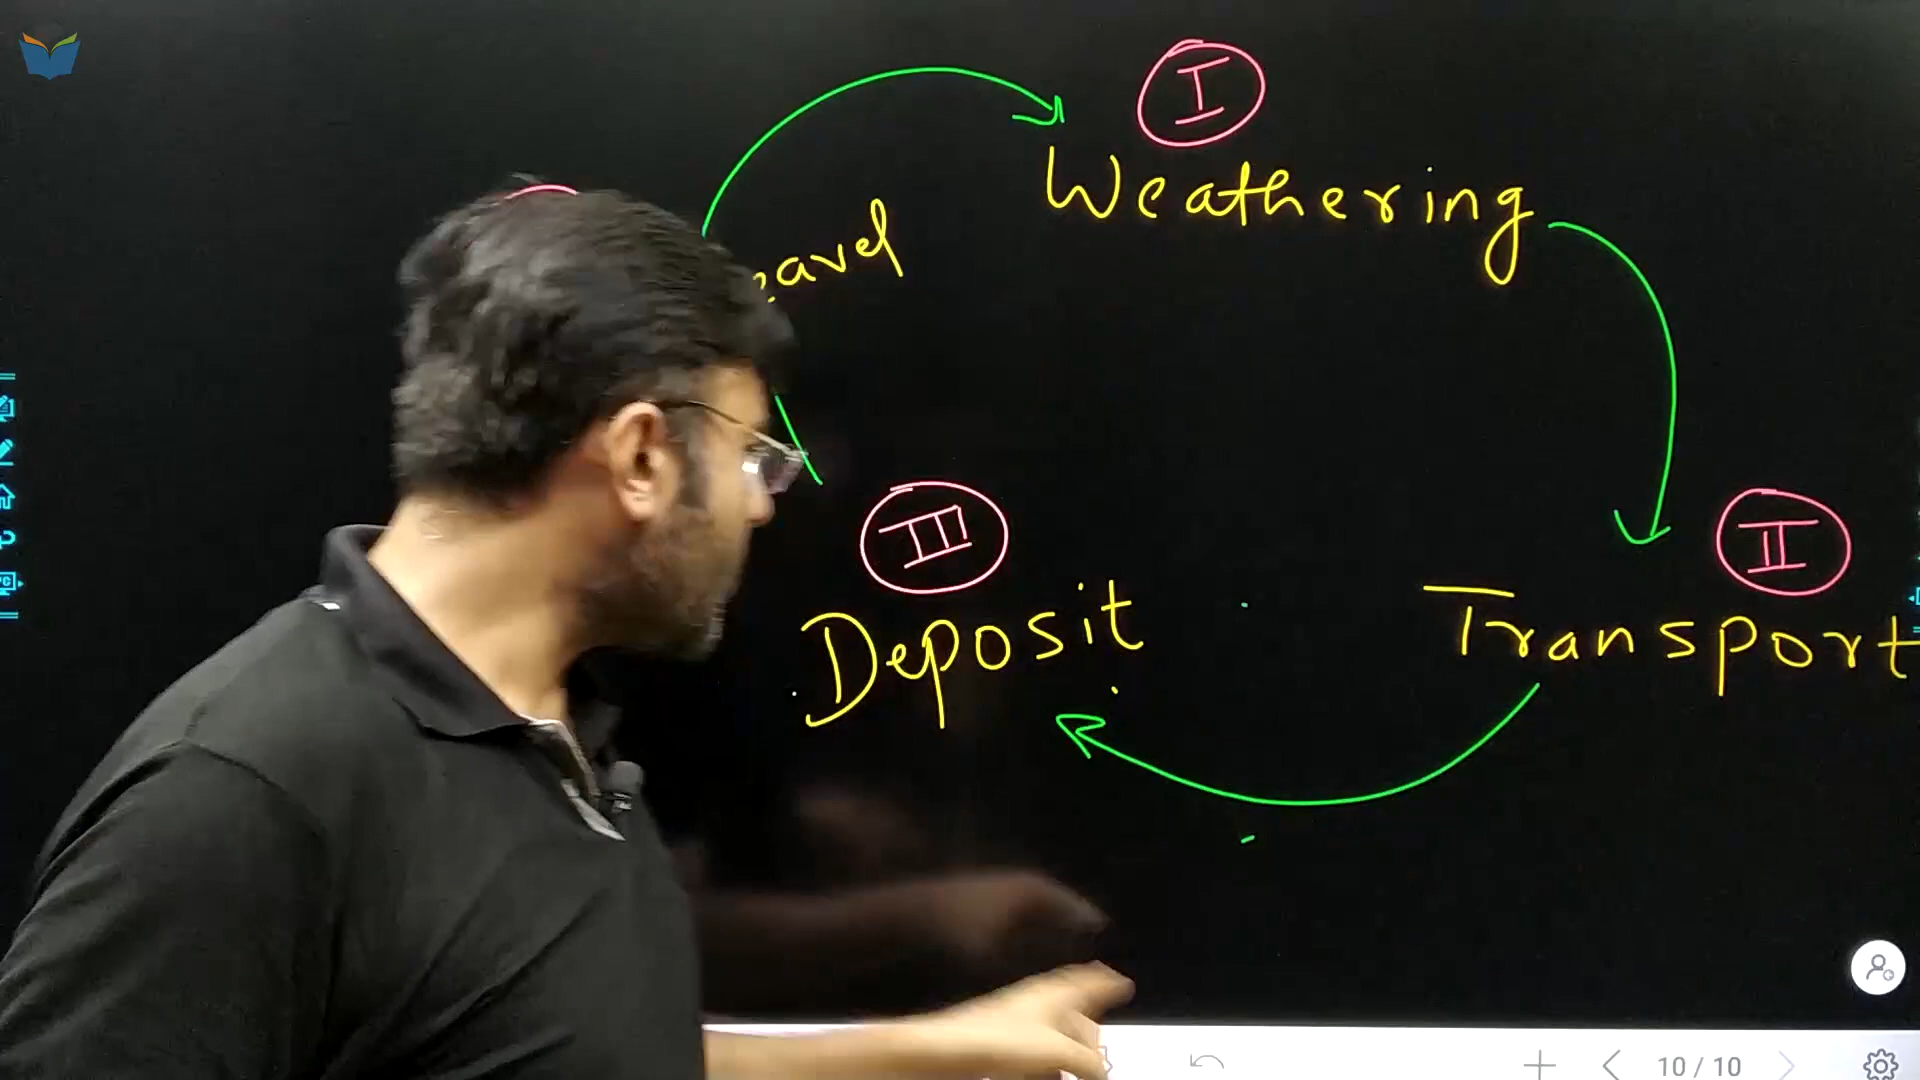 I
Weathering
III
II
Deposit
Transport
10 / 10